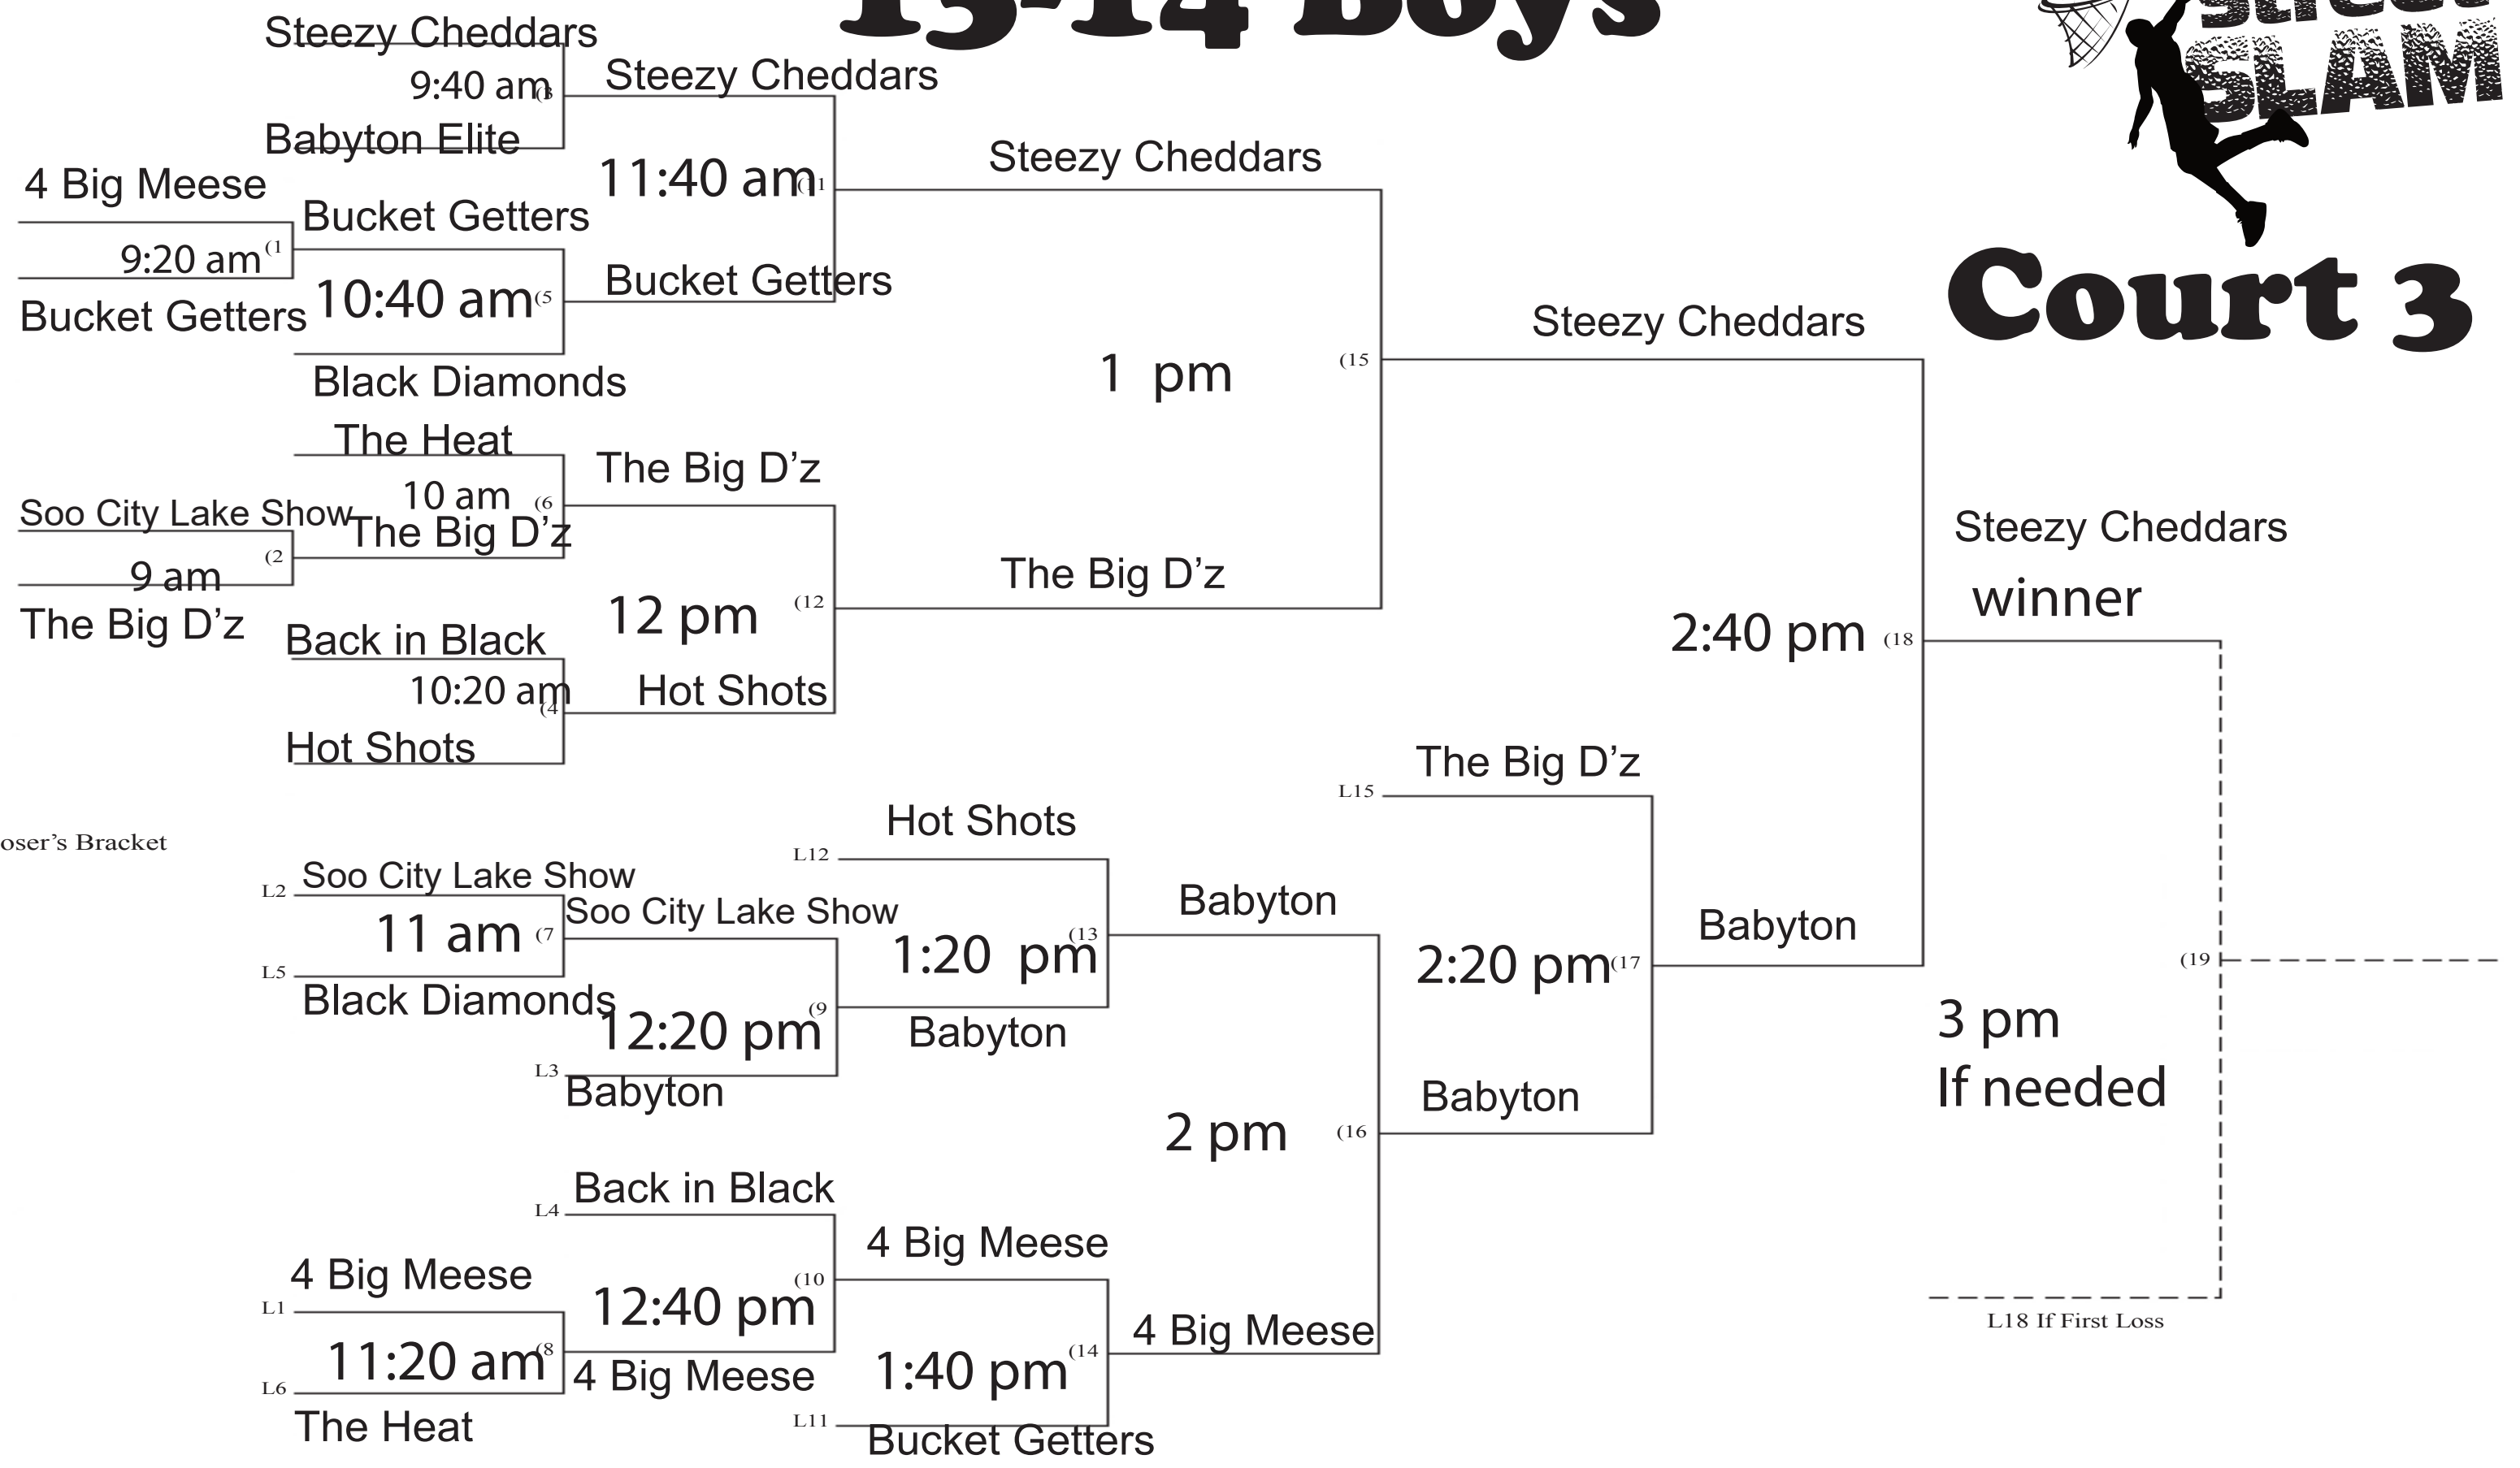 13-14 Boys
SLAM
Court 3
Steezy Cheddars
9:40 am
(3
Babyton Elite
Steezy Cheddars
4 Big Meese
9:20 am
(1
Bucket Getters
Bucket Getters
10:40 am
(5
Black Diamonds
11:40 am
(11
Bucket Getters
Steezy Cheddars
The Heat
10 am
(6
Soo City Lake Show
The Big D’z
9 am
(2
The Big D’z
The Big D’z
12 pm
(12
Back in Black
10:20 am
(4
Hot Shots
Hot Shots
The Big D’z
1 pm
(15
Steezy Cheddars
2:40 pm
(18
Steezy Cheddars
winner
oser’s Bracket
L2
Soo City Lake Show
11 am
(7
L5
Black Diamonds
Soo City Lake Show
12:20 pm
(9
L3
Babyton
L12
Hot Shots
1:20 pm
(13
Babyton
Babyton
L15
The Big D’z
2:20 pm
(17
Babyton
Babyton
2 pm
(16
L4
Back in Black
12:40 pm
(10
4 Big Meese
L1
4 Big Meese
11:20 am
(8
L6
The Heat
4 Big Meese
1:40 pm
(14
L11
Bucket Getters
4 Big Meese
(19
3 pm
If needed
L18 If First Loss